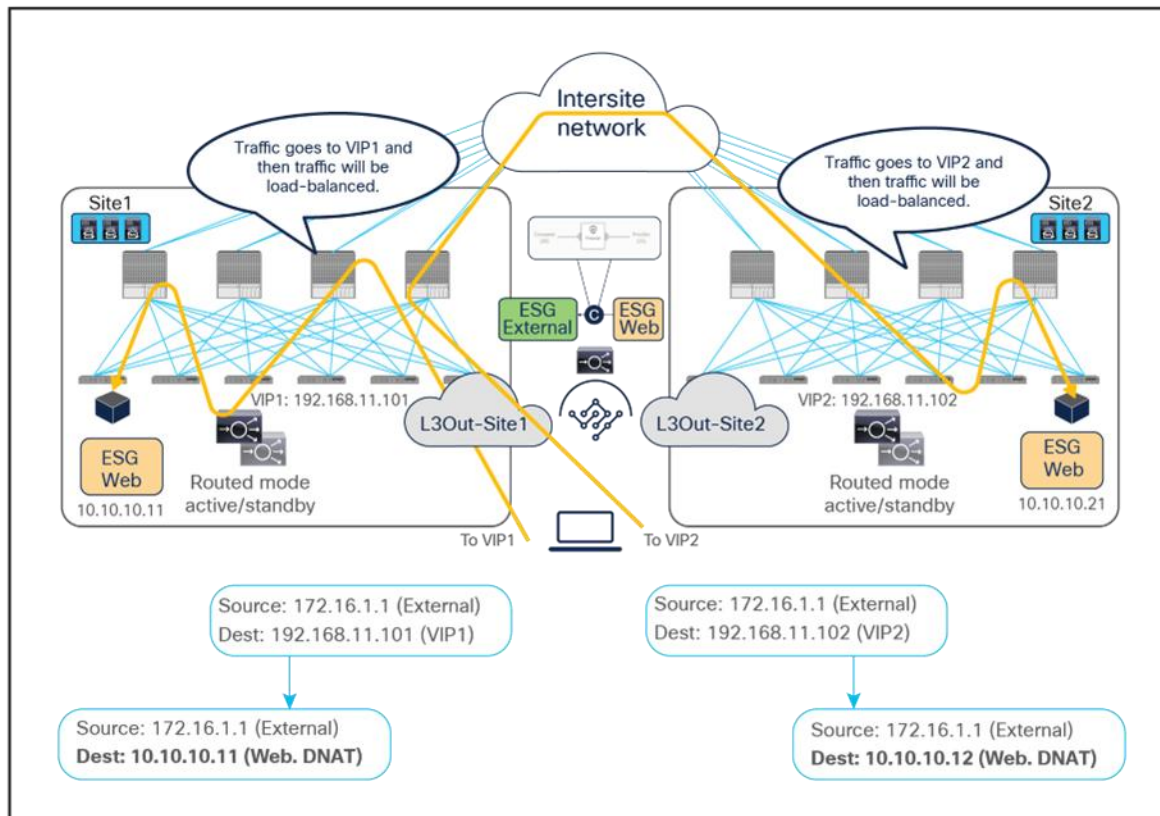 Intersite
network
Traffic goes to VIP1 and
then traffic will be
load-balanced.
Traffic goes to VIP2 and
then traffic will be
load-balanced.
Site1
Site2
ESG
External
C
ESG
Web
VIP1: 192.168.11.101
VIP2: 192.168.11.102
L3Out-Site1
L3Out-Site2
ESG
Web
10.10.10.11
Routed mode
active/standby
Routed mode
active/standby
ESG
Web
10.10.10.21
To VIP1
To VIP2
Source: 172.16.1.1 (External)
Dest: 192.168.11.101 (VIP1)
Source: 172.16.1.1 (External)
Dest: 192.168.11.102 (VIP2)
Source: 172.16.1.1 (External)
Dest: 10.10.10.11 (Web. DNAT)
Source: 172.16.1.1 (External)
Dest: 10.10.10.12 (Web. DNAT)